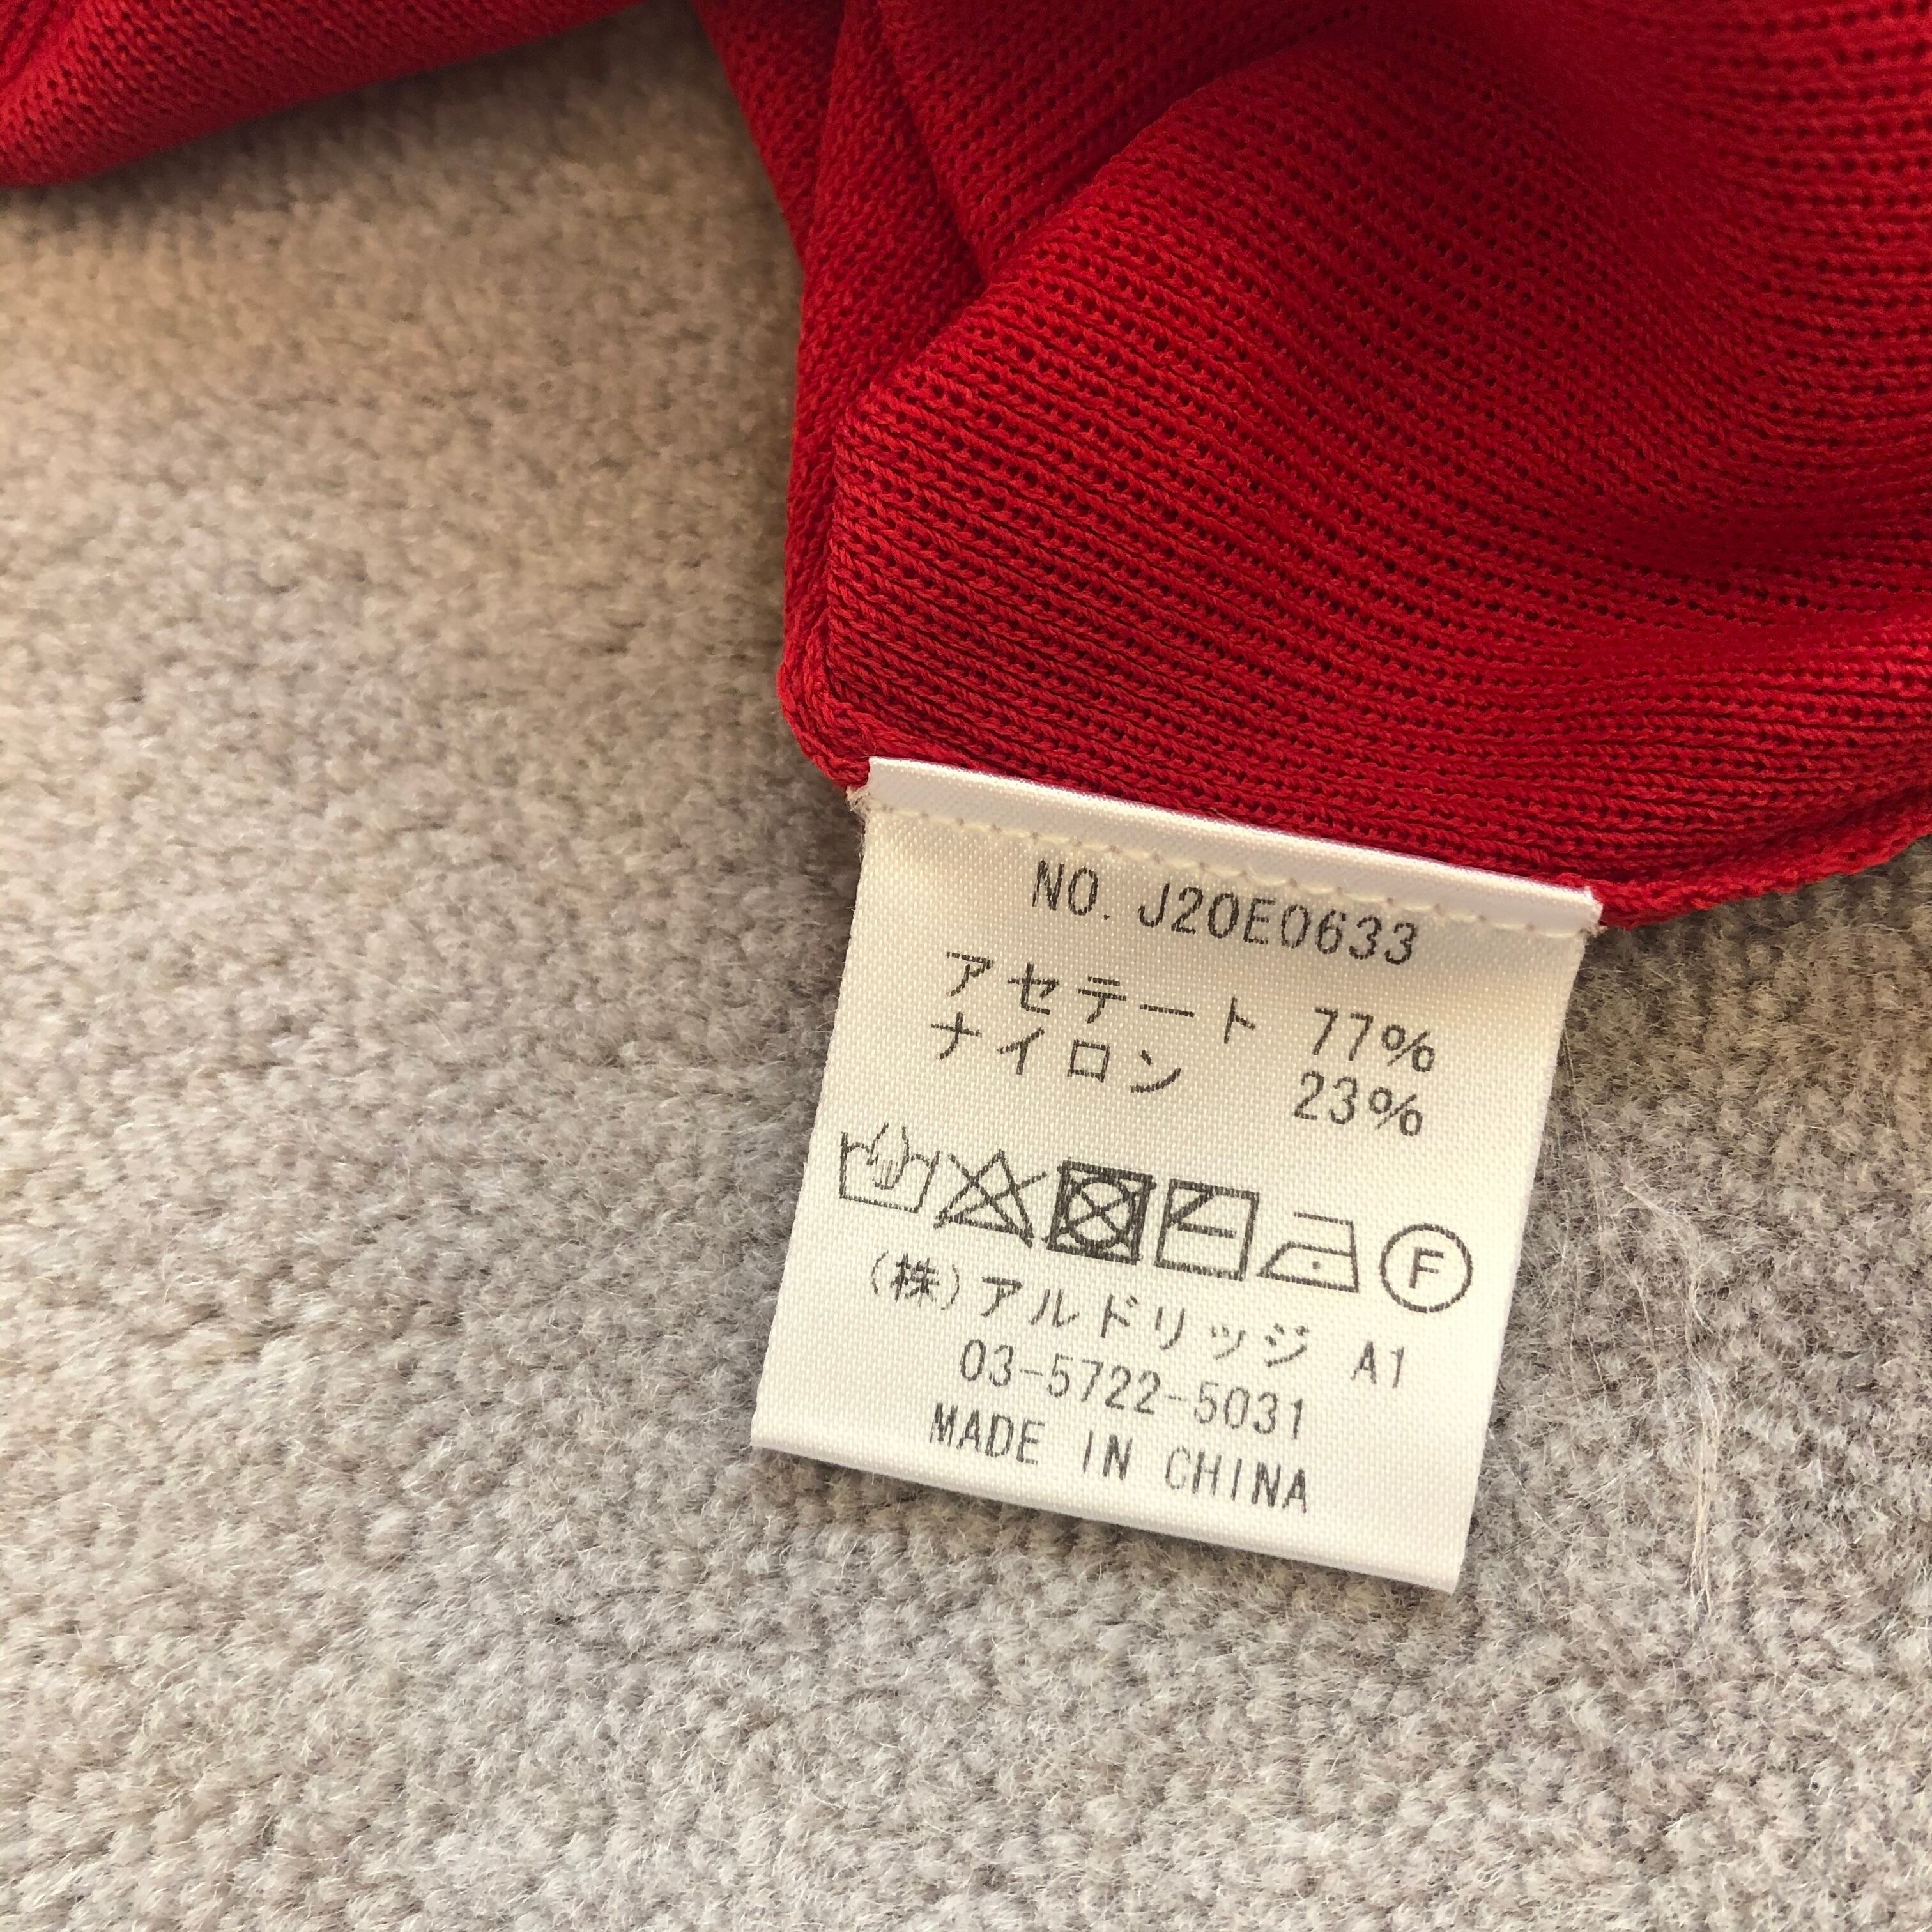 NO. J20E0633
アセテート 77%
ナイロン 23%
F
(株)アルドリッジ A1
03-5722-5031
MADE IN CHINA